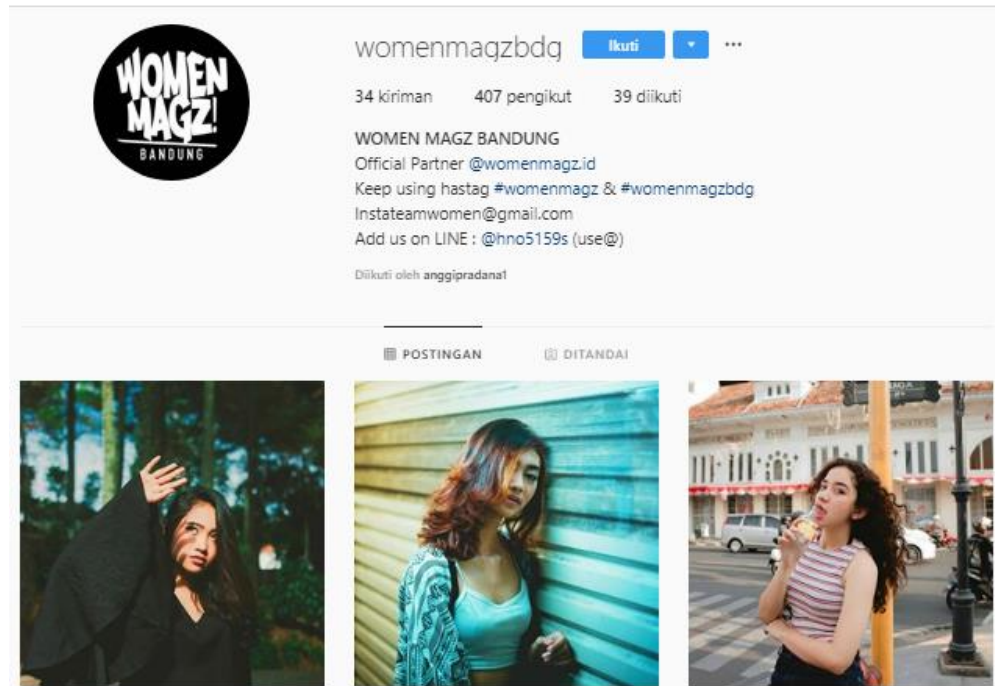 WOMEN
MAGZ!
BANDUNG
womenmagzbdg
Ikuti
34 kiriman 407 pengikut 39 diikuti
WOMEN MAGZ BANDUNG
Official Partner @womenmagz.id
Keep using hastag #womenmagz & #womenmagzbdg
Instateamwomen@gmail.com
Add us on LINE : @hno5159s (use@)
Diikuti oleh anggipradana1
POSTINGAN DITANDAI